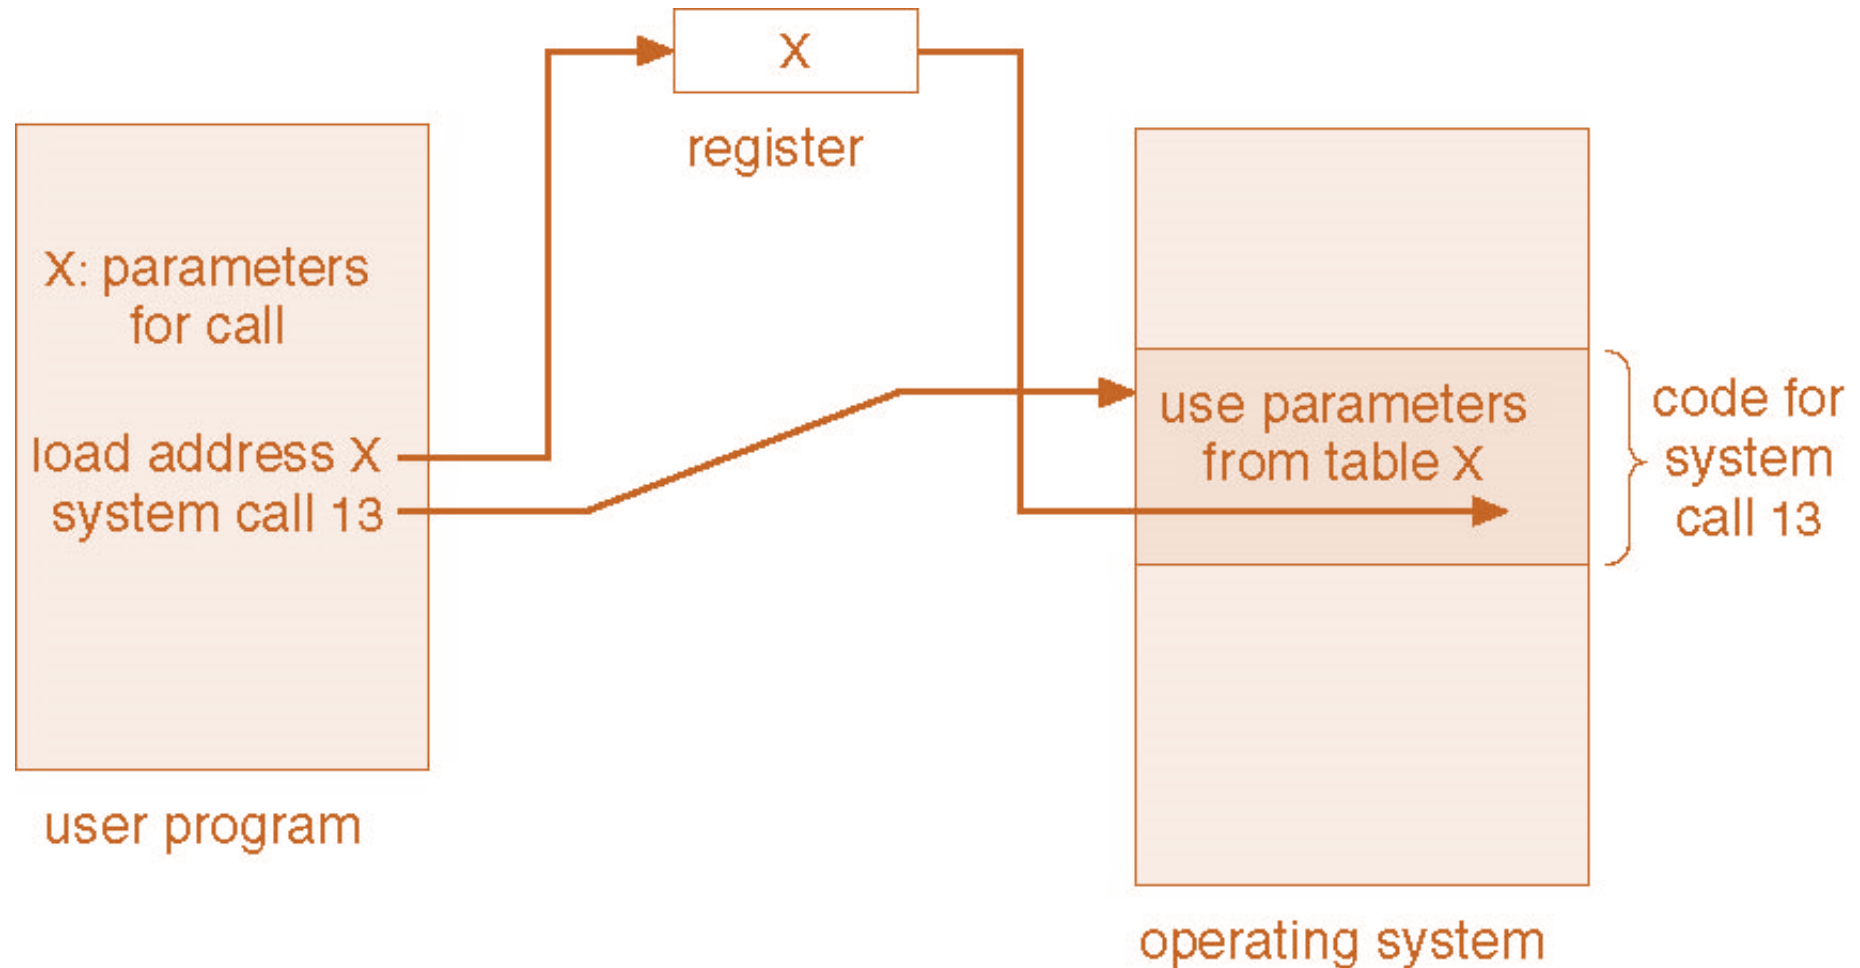 X
register
X: parameters
for call
load address X
system call 13
user program
use parameters
from table X
code for
system
call 13
operating system